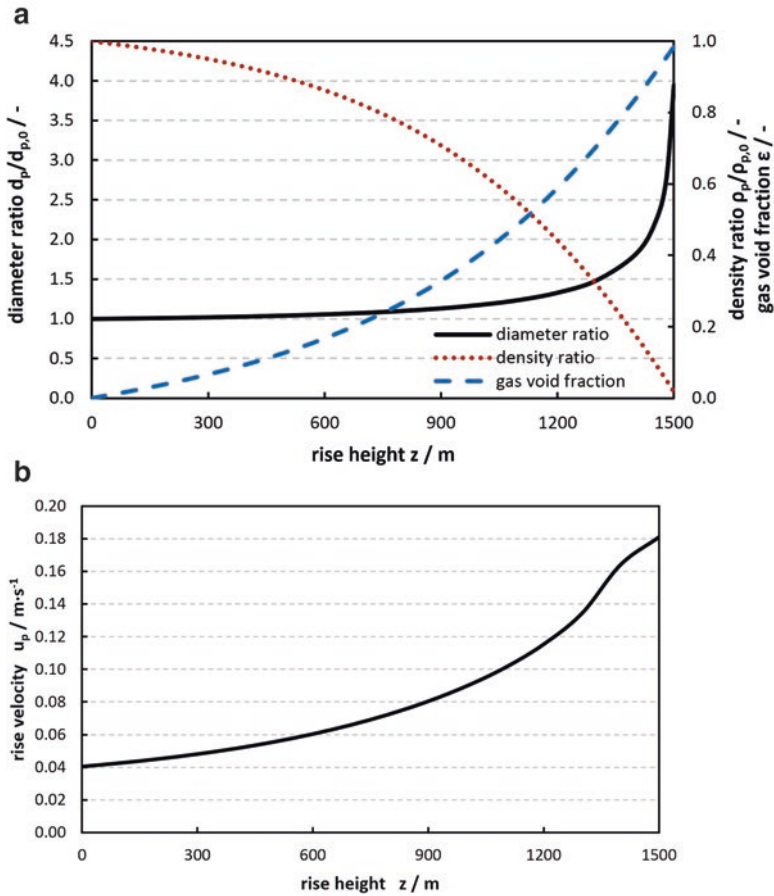 a
diameter ratio dₚ/dₚ,₀ / -
4.5
4.0
3.5
3.0
2.5
2.0
1.5
1.0
0.5
0.0
1.0
0.8
0.6
0.4
0.2
0.0
density ratio ρₚ/ρₚ,₀ / -
gas void fraction ε / -
diameter ratio
density ratio
gas void fraction
0 300 600 900 1200 1500
rise height z / m
b
rise velocity uₚ / m·s⁻¹
0.20
0.18
0.16
0.14
0.12
0.10
0.08
0.06
0.04
0.02
0.00
0 300 600 900 1200 1500
rise height z / m